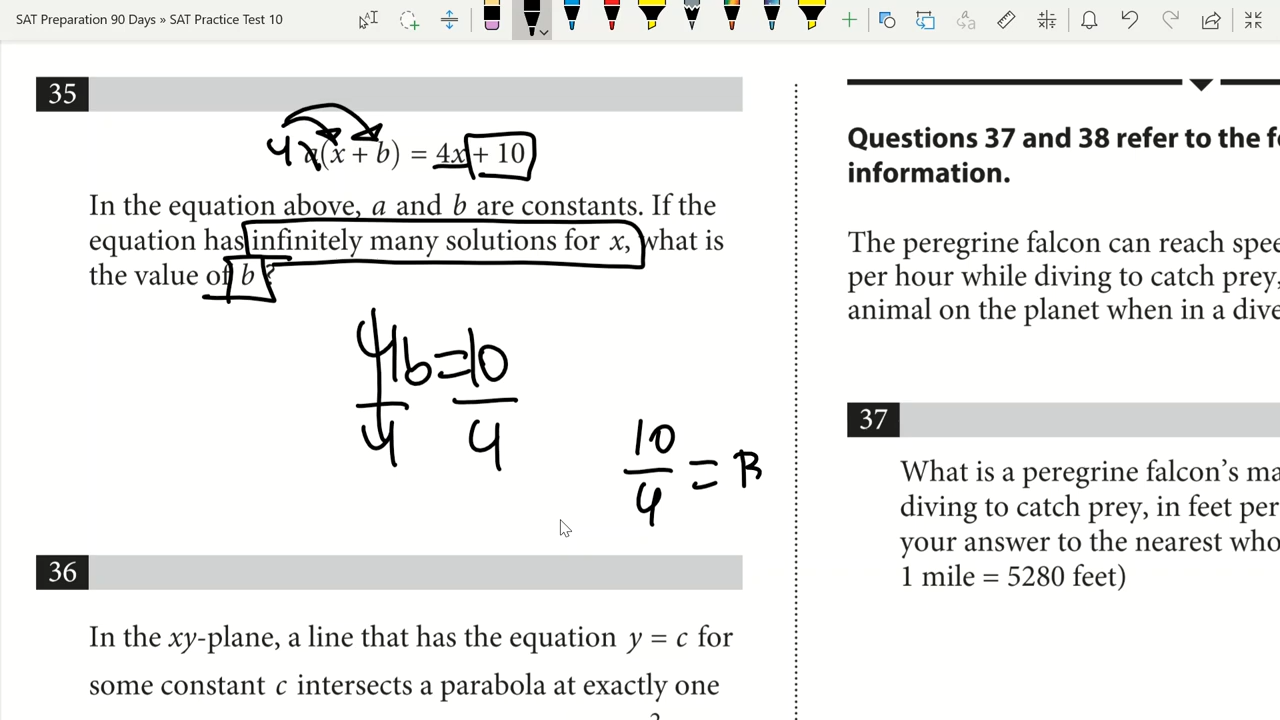 SAT Preparation 90 Days » SAT Practice Test 10
35
4 a(x + b) = 4x + 10
In the equation above, a and b are constants. If the
equation has infinitely many solutions for x, what is
the value of b ?
4b = 10
4 4
10
4 = B
36
In the xy-plane, a line that has the equation y = c for
some constant c intersects a parabola at exactly one
Questions 37 and 38 refer to the fo
information.
The peregrine falcon can reach spee
per hour while diving to catch prey,
animal on the planet when in a dive
37
What is a peregrine falcon's ma
diving to catch prey, in feet per
your answer to the nearest who
1 mile = 5280 feet)